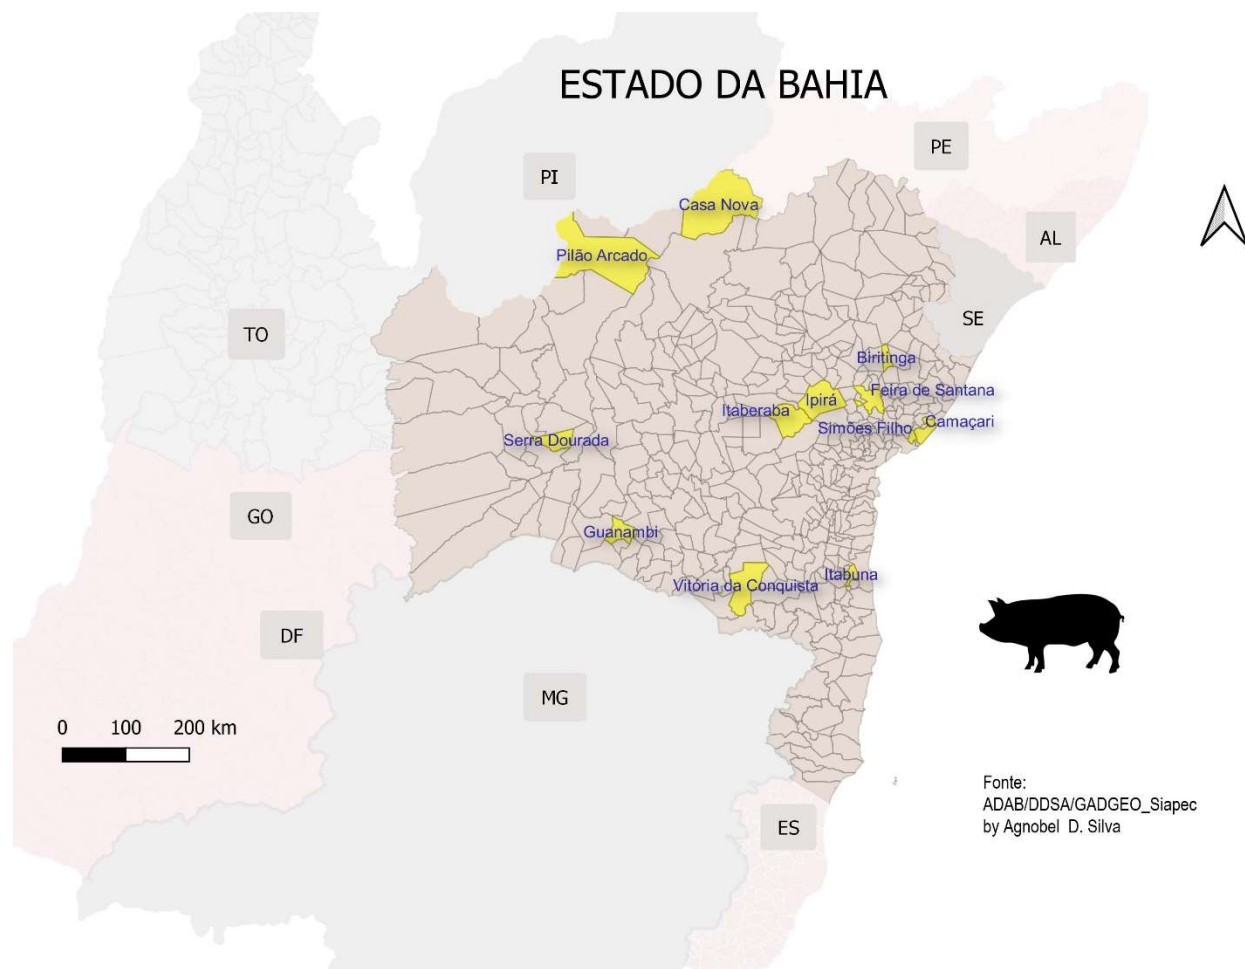 ESTADO DA BAHIA
PE
PI
Casa Nova
AL
Pilão Arcado
SE
TO
Biritinga
Feira de Santana
Ipirá
Itaberaba
Camaçari
Simões Filho
Serra Dourada
GO
Guanambi
Itabuna
Vitória da Conquista
DF
MG
0 100 200 km
Fonte:
ADAB/DDSA/GADGEO_Siapec
by Agnobel D. Silva
ES